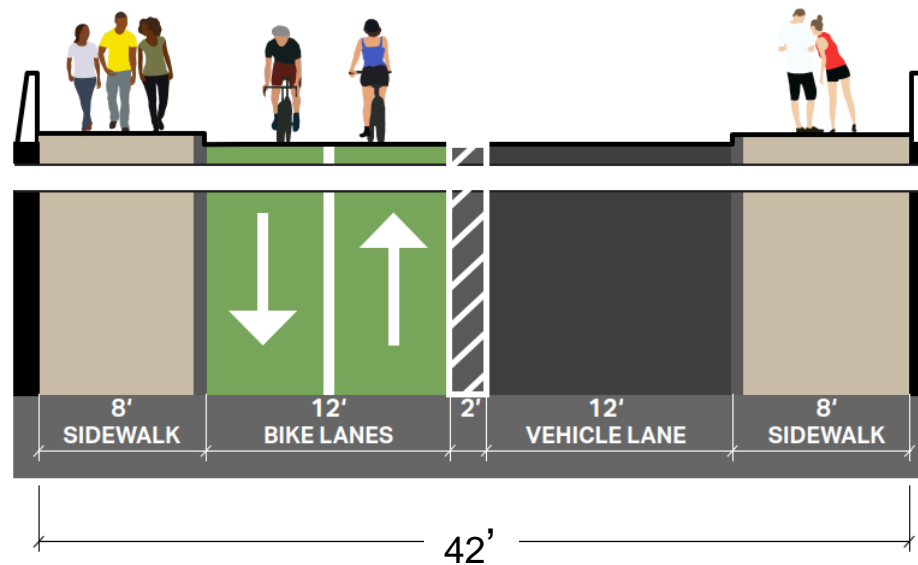 8' 12' 2' 12' 8'
SIDEWALK BIKE LANES VEHICLE LANE SIDEWALK
42'